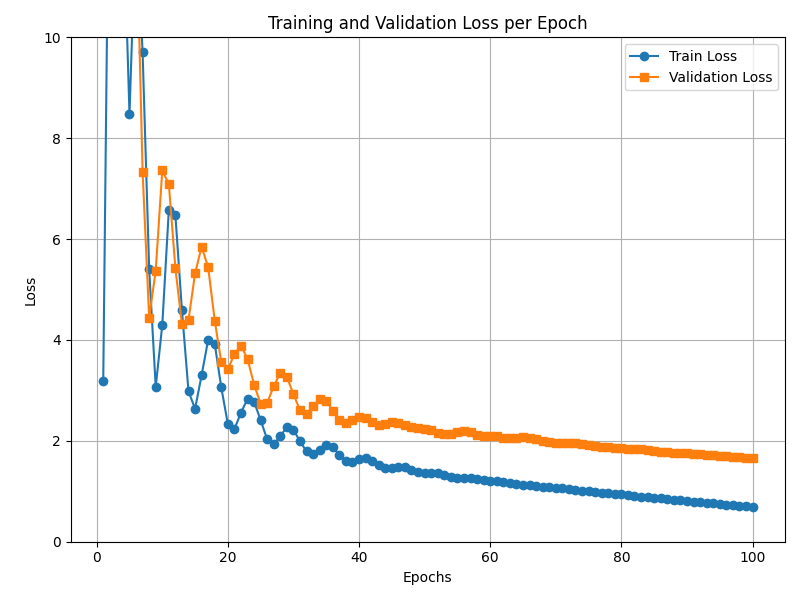 Training and Validation Loss per Epoch
Train Loss
Validation Loss
Loss
10
8
6
4
2
0
0 20 40 60 80 100
Epochs